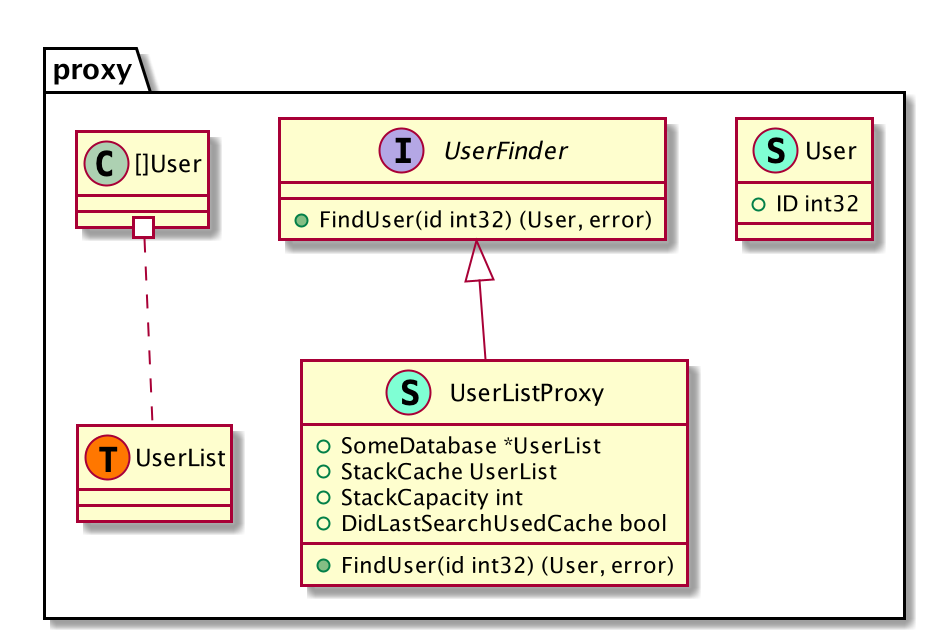 proxy
C []User
I UserFinder
FindUser(id int32) (User, error)
S User
ID int32
T UserList
S UserListProxy
SomeDatabase *UserList
StackCache UserList
StackCapacity int
DidLastSearchUsedCache bool
FindUser(id int32) (User, error)